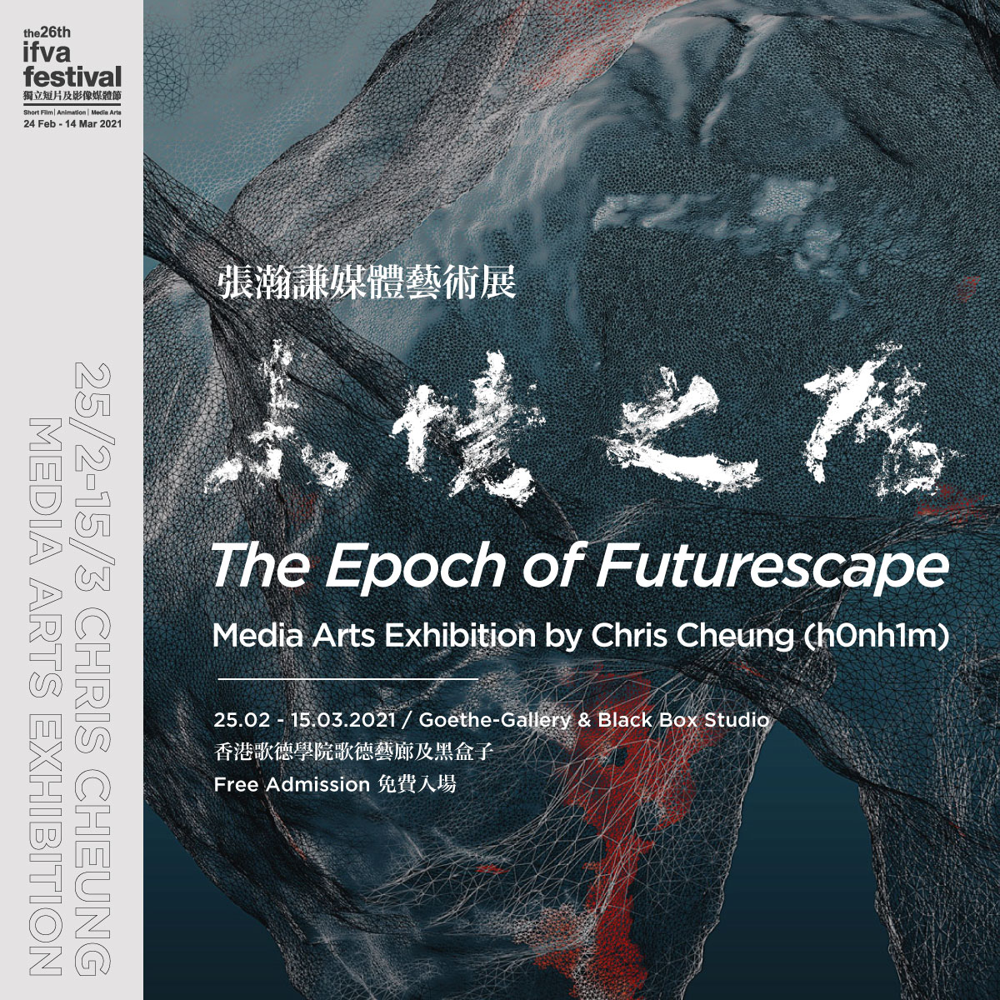 the26th
ifva
festival
獨立短片及影像媒體節
Short Film | Animation | Media Arts
24 Feb - 14 Mar 2021
25/2-15/3 CHRIS CHEUNG
MEDIA ARTS EXHIBITION
張瀚謙媒體藝術展
憶之
The Epoch of Futurescape
Media Arts Exhibition by Chris Cheung (h0nh1m)
25.02 - 15.03.2021 / Goethe-Gallery & Black Box Studio
香港歌德學院歌德藝廊及黑盒子
Free Admission 免費入場